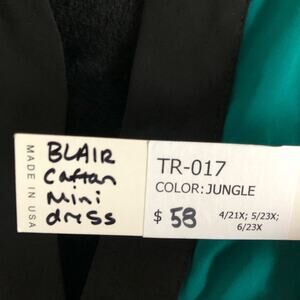 MADE IN USA
BLAIR
Caftan
Mini
dress
TR-017
COLOR: JUNGLE
$ 58
4/21X; 5/23X;
6/23X